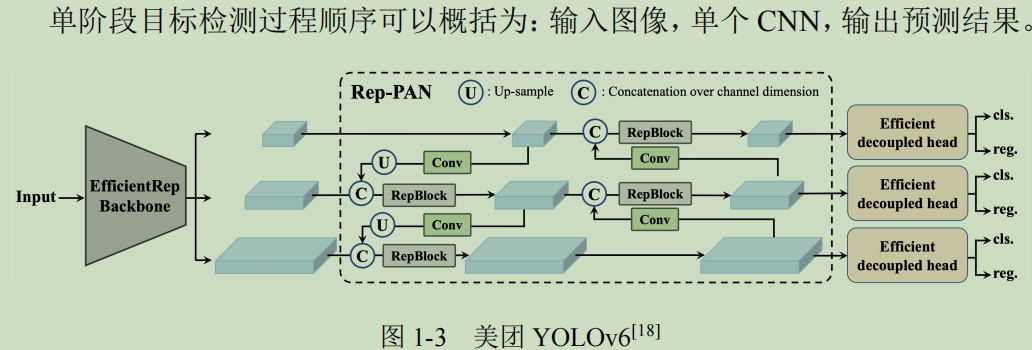 单阶段目标检测过程顺序可以概括为：输入图像，单个 CNN，输出预测结果。
Rep-PAN U : Up-sample C : Concatenation over channel dimension
C RepBlock Efficient decoupled head cls. reg.
U Conv Conv
Input EfficientRep Backbone C RepBlock C RepBlock Efficient decoupled head cls. reg.
U Conv Conv
C RepBlock Efficient decoupled head cls. reg.
图 1-3 美团 YOLOv6[18]